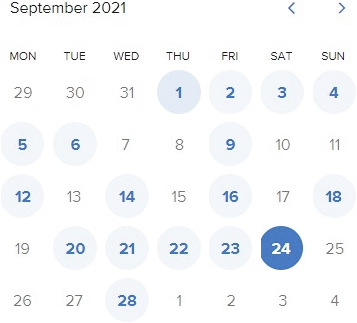 September 2021
MON TUE WED THU FRI SAT SUN
29 30 31 1 2 3 4
5 6 7 8 9 10 11
12 13 14 15 16 17 18
19 20 21 22 23 24 25
26 27 28 1 2 3 4